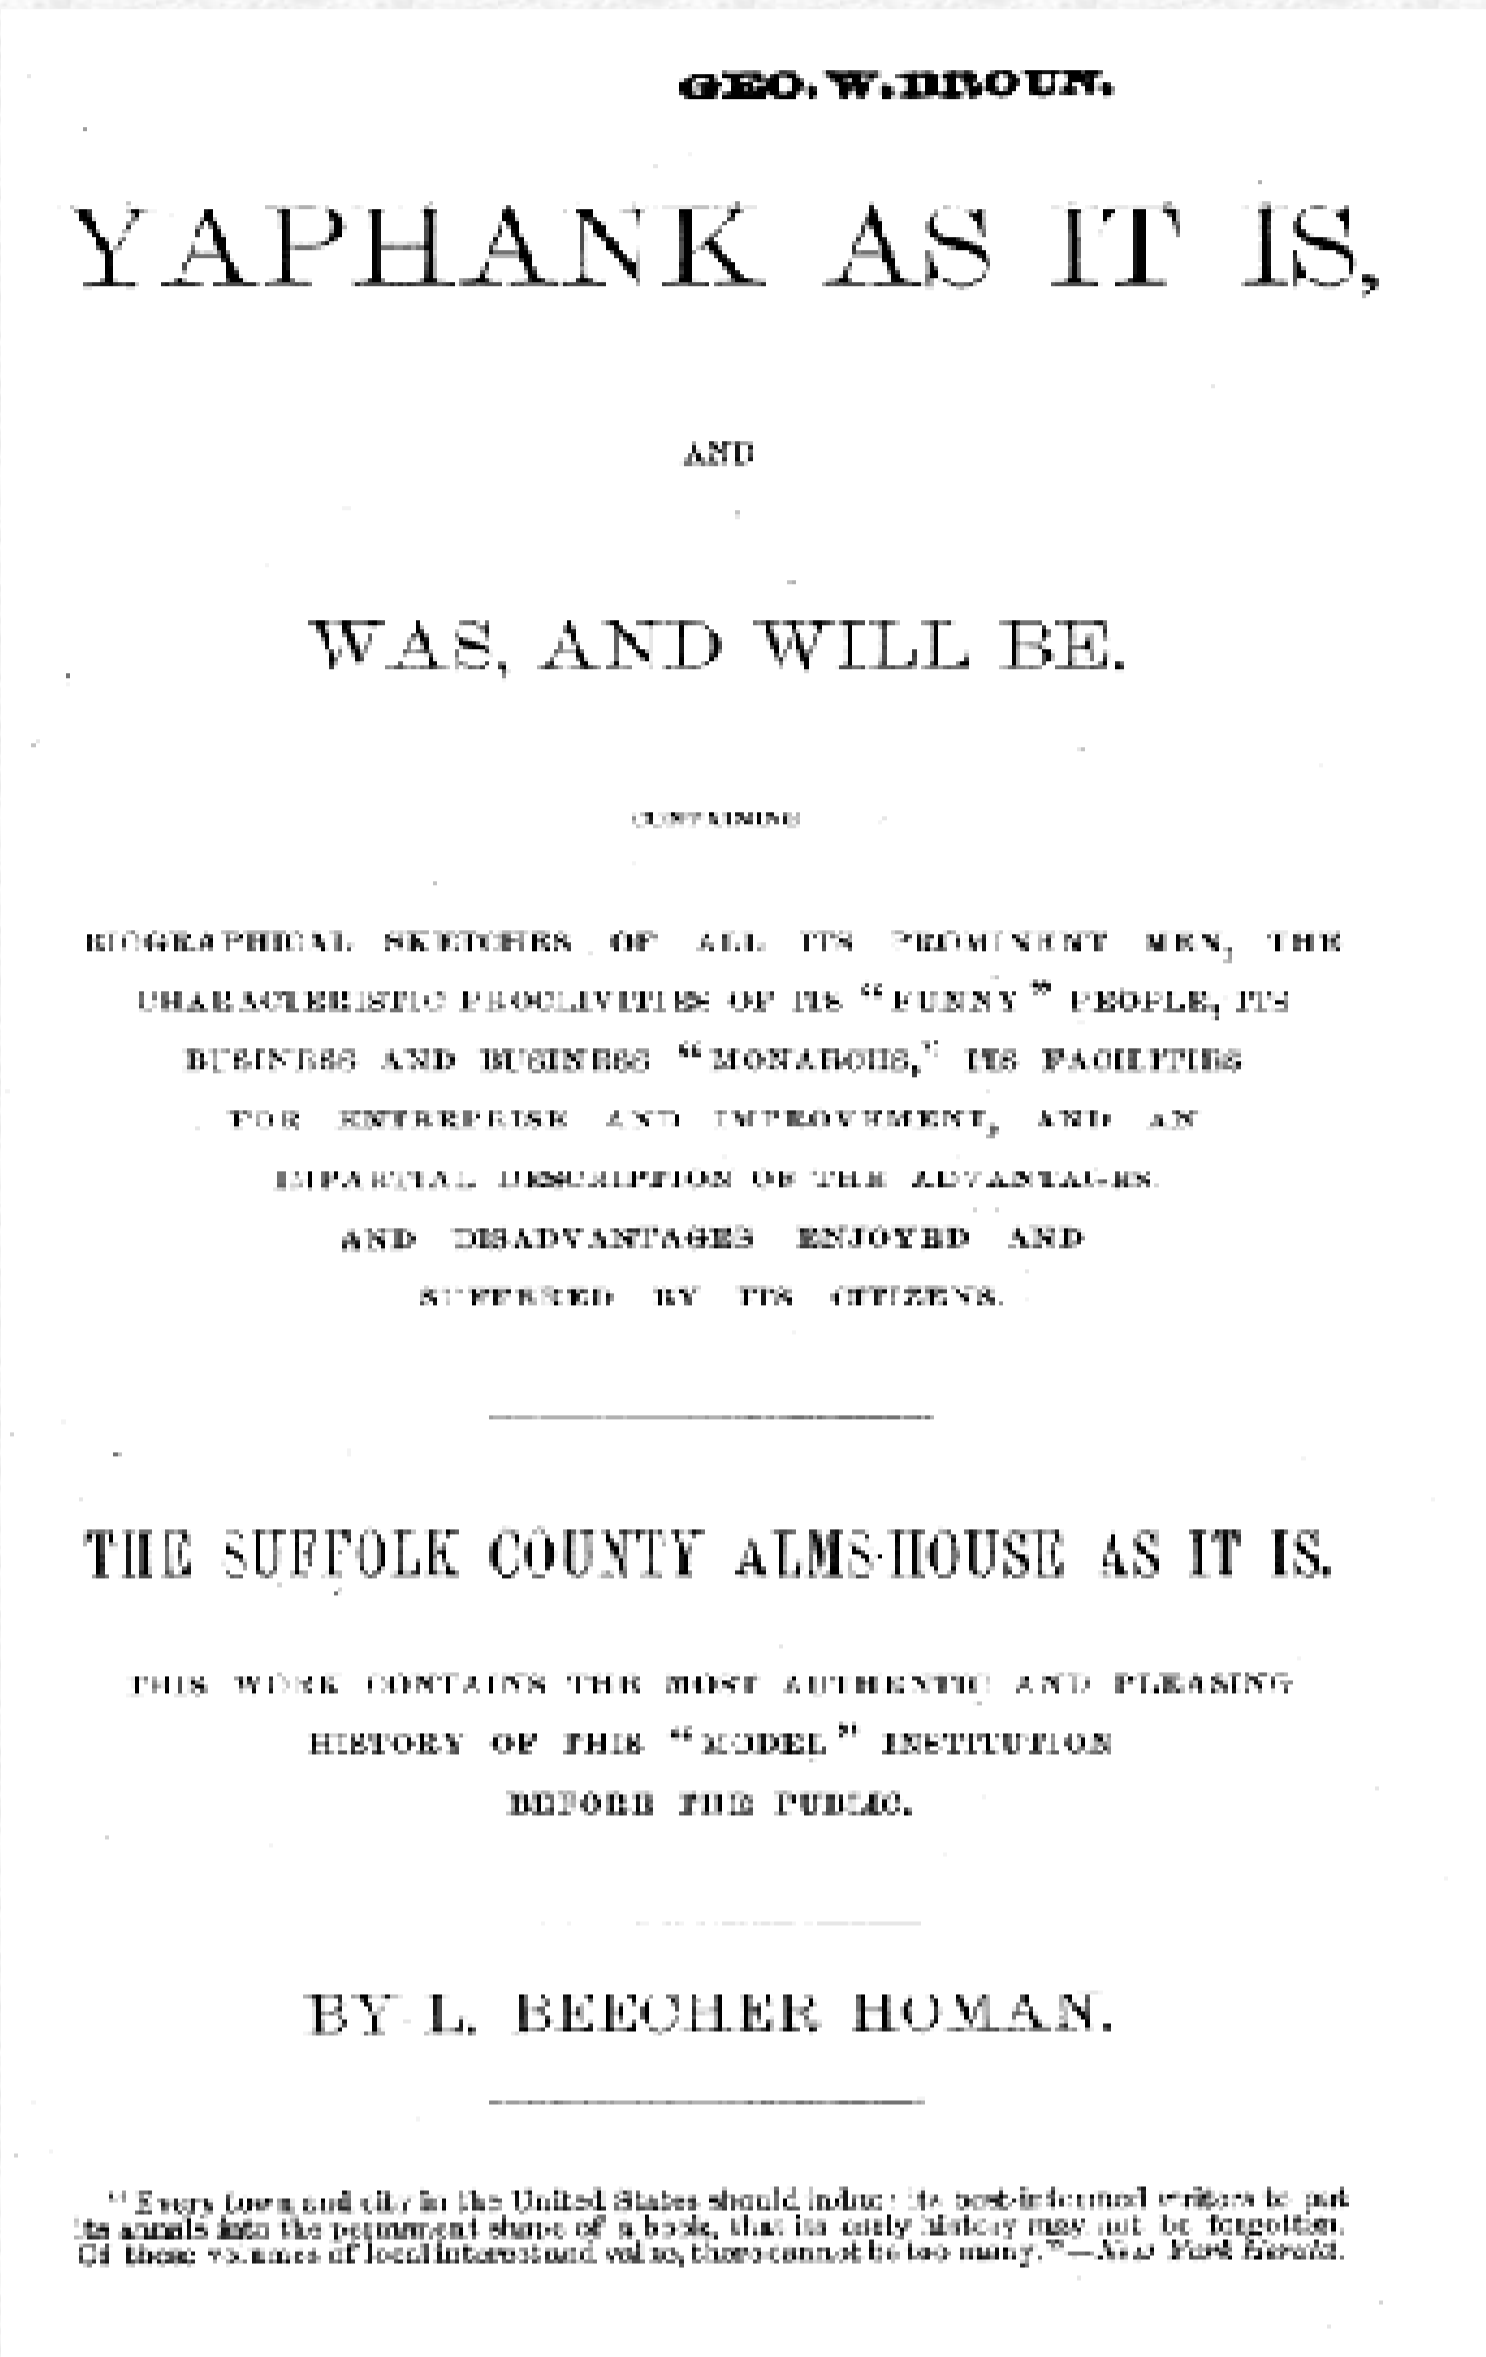 GEO. W. BROUN.
YAPHANK AS IT IS,
AND
WAS, AND WILL BE.
CONTAINING
BIOGRAPHICAL SKETCHES OF ALL ITS PROMINENT MEN, THE
CHARACTERISTIC PROCLIVITIES OF ITS “FUNNY” PEOPLE, ITS
BUSINESS AND BUSINESS “MONARCHS,” ITS FACILITIES
FOR ENTERPRISE AND IMPROVEMENT, AND AN
IMPARTIAL DESCRIPTION OF THE ADVANTAGES
AND DISADVANTAGES ENJOYED AND
SUFFERED BY ITS CITIZENS.
THE SUFFOLK COUNTY ALMS-HOUSE AS IT IS.
THIS WORK CONTAINS THE MOST AUTHENTIC AND PLEASING
HISTORY OF THIS “MODEL” INSTITUTION
BEFORE THE PUBLIC.
BY L. BEECHER HOMAN.
“Every town and city in the United States should induce its best-informed writers to put
its annals into the permanent shape of a book, that its early history may not be forgotten.
Of these volumes of local interest and value, there cannot be too many.”—New York Herald.